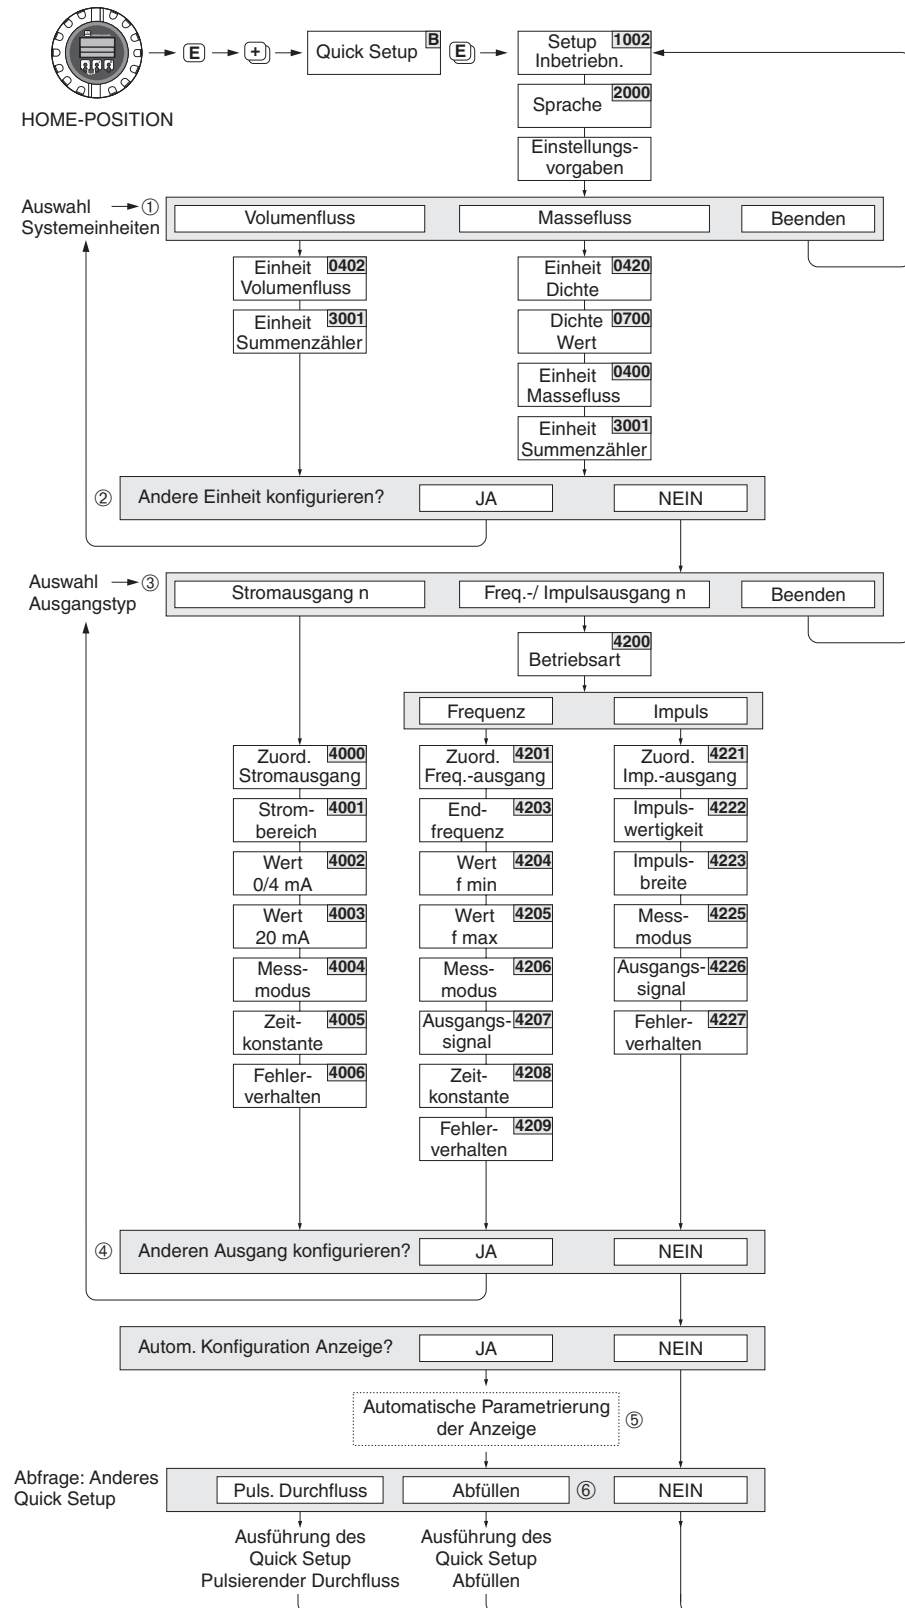 HOME-POSITION
E
+
Quick Setup B
E
Setup 1002
Inbetriebn.
Sprache 2000
Einstellungs-
vorgaben
Auswahl ①
Systemeinheiten
Volumenfluss
Massefluss
Beenden
Einheit 0402
Volumenfluss
Einheit 3001
Summenzähler
Einheit 0420
Dichte
Dichte 0700
Wert
Einheit 0400
Massefluss
Einheit 3001
Summenzähler
② Andere Einheit konfigurieren? JA NEIN
Auswahl ③
Ausgangstyp
Stromausgang n
Freq.-/ Impulsausgang n
Beenden
4200
Betriebsart
Frequenz
Impuls
Zuord. 4000
Stromausgang
Strom- 4001
bereich
Wert 4002
0/4 mA
Wert 4003
20 mA
Mess- 4004
modus
Zeit- 4005
konstante
Fehler- 4006
verhalten
Zuord. 4201
Freq.-ausgang
End- 4203
frequenz
Wert 4204
f min
Wert 4205
f max
Mess- 4206
modus
Ausgangs- 4207
signal
Zeit- 4208
konstante
Fehler- 4209
verhalten
Zuord. 4221
Imp.-ausgang
Impuls- 4222
wertigkeit
Impuls- 4223
breite
Mess- 4225
modus
Ausgangs- 4226
signal
Fehler- 4227
verhalten
④ Anderen Ausgang konfigurieren? JA NEIN
Autom. Konfiguration Anzeige? JA NEIN
Automatische Parametrierung
der Anzeige
⑤
Abfrage: Anderes
Quick Setup
Puls. Durchfluss
Abfüllen ⑥
NEIN
Ausführung des
Quick Setup
Pulsierender Durchfluss
Ausführung des
Quick Setup
Abfüllen